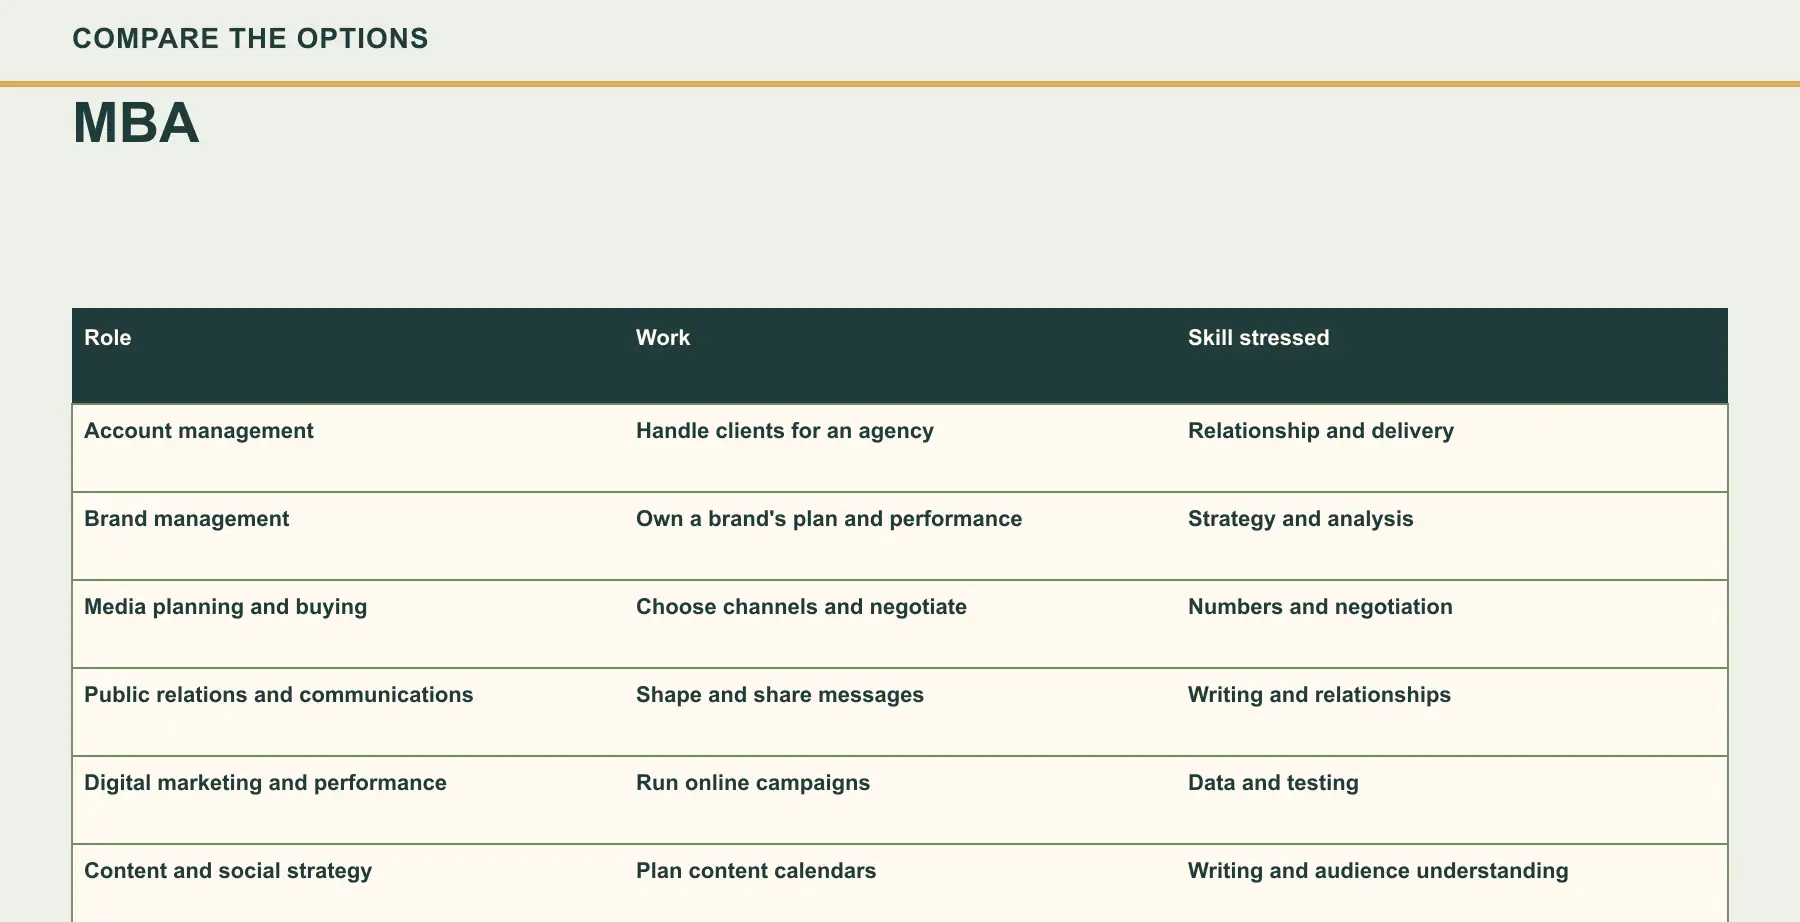 COMPARE THE OPTIONS
MBA
Role Work Skill stressed
Account management Handle clients for an agency Relationship and delivery
Brand management Own a brand's plan and performance Strategy and analysis
Media planning and buying Choose channels and negotiate Numbers and negotiation
Public relations and communications Shape and share messages Writing and relationships
Digital marketing and performance Run online campaigns Data and testing
Content and social strategy Plan content calendars Writing and audience understanding